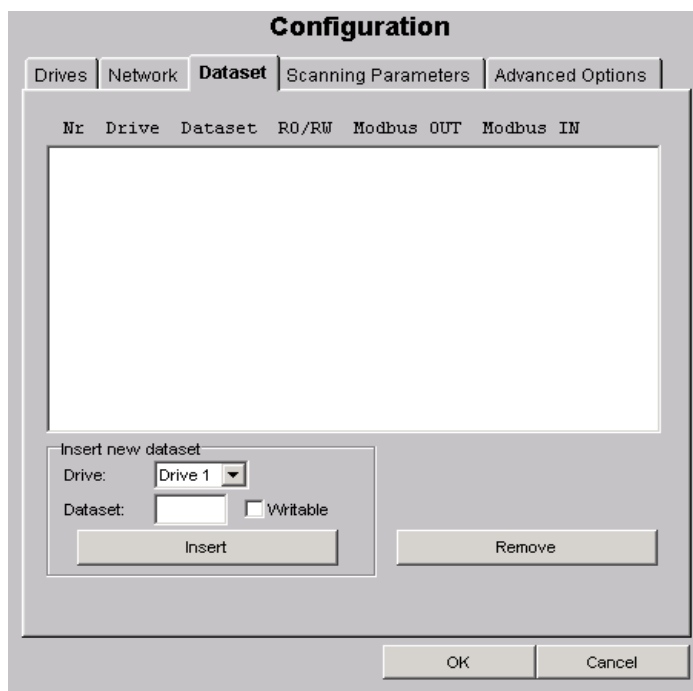 Configuration
Drives Network Dataset Scanning Parameters Advanced Options
Nr Drive Dataset RO/RW Modbus OUT Modbus IN
Insert new dataset
Drive: Drive 1
Dataset: Writable
Insert Remove
OK Cancel